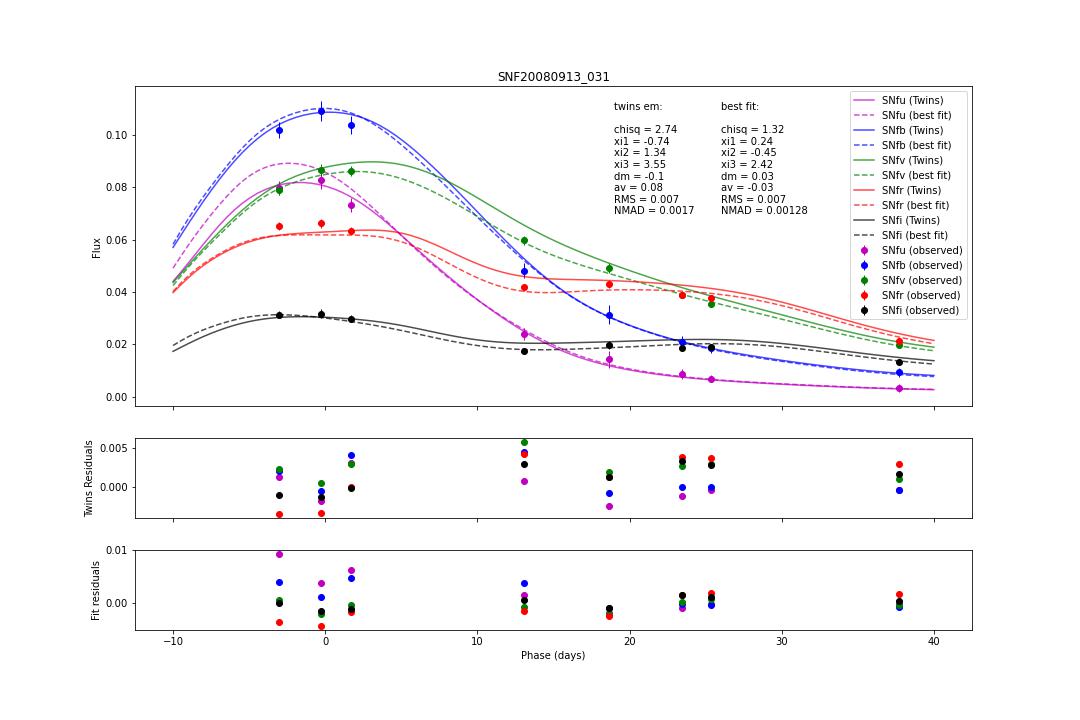 SNF20080913_031
twins em: best fit:
chisq = 2.74 chisq = 1.32
xi1 = -0.74 xi1 = 0.24
xi2 = 1.34 xi2 = -0.45
xi3 = 3.55 xi3 = 2.42
dm = -0.1 dm = 0.03
av = 0.08 av = -0.03
RMS = 0.007 RMS = 0.007
NMAD = 0.0017 NMAD = 0.00128
SNfu (Twins)
SNfu (best fit)
SNfb (Twins)
SNfb (best fit)
SNfv (Twins)
SNfv (best fit)
SNfr (Twins)
SNfr (best fit)
SNfi (Twins)
SNfi (best fit)
SNfu (observed)
SNfb (observed)
SNfv (observed)
SNfr (observed)
SNfi (observed)
Flux
0.10
0.08
0.06
0.04
0.02
0.00
Twins Residuals
0.005
0.000
Fit residuals
0.01
0.00
−10 0 10 20 30 40
Phase (days)